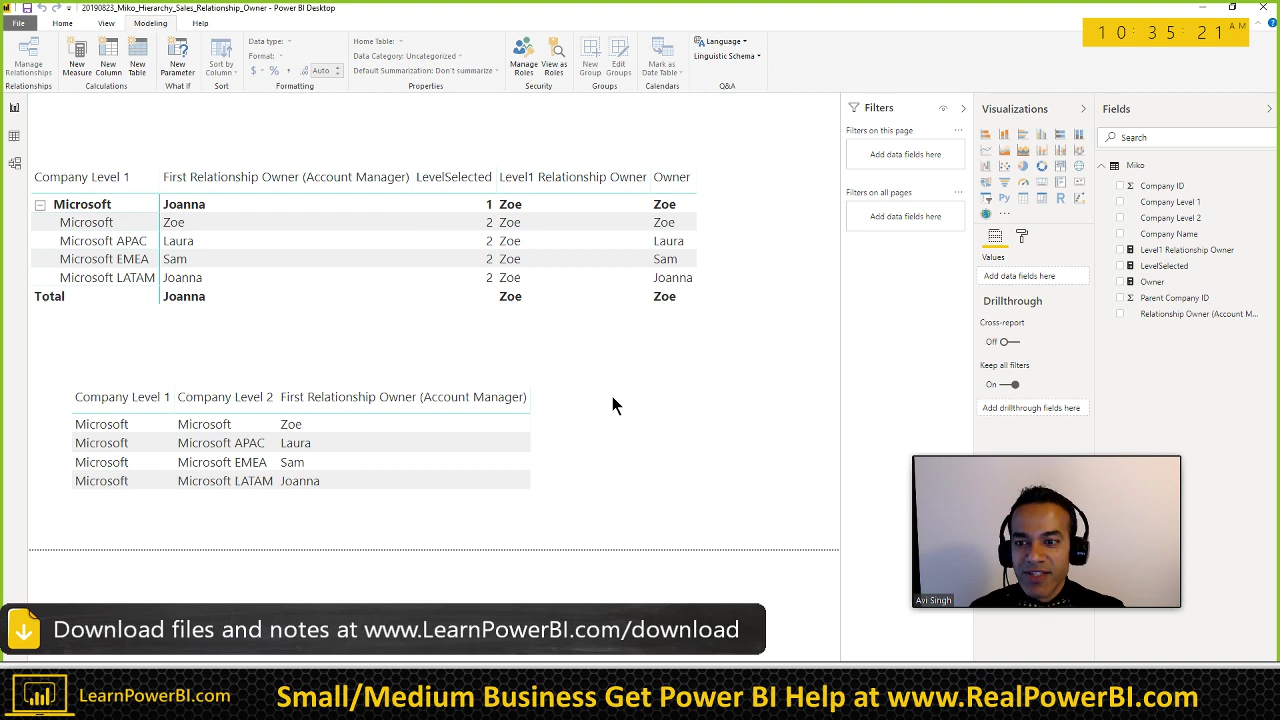 20190823_Miko_Hierarchy_Sales_Relationship_Owner - Power BI Desktop
File Home View Modeling Help
10:35:21 AM
Manage Relationships
New Measure
New Column
New Table
New Parameter
Sort by Column
Data type:
Format:
$ % , Auto
Home Table:
Data Category: Uncategorized
Default Summarization: Don't summarize
Manage Roles
View as Roles
New Group
Edit Groups
Mark as Date Table
Language
Linguistic Schema
Relationships Calculations What If Sort Formatting Properties Security Groups Calendars Q&A
Company Level 1 First Relationship Owner (Account Manager) LevelSelected Level1 Relationship Owner Owner
Microsoft Joanna 1 Zoe Zoe
Microsoft Zoe 2 Zoe Zoe
Microsoft APAC Laura 2 Zoe Laura
Microsoft EMEA Sam 2 Zoe Sam
Microsoft LATAM Joanna 2 Zoe Joanna
Total Joanna Zoe Zoe
Company Level 1 Company Level 2 First Relationship Owner (Account Manager)
Microsoft Microsoft Zoe
Microsoft Microsoft APAC Laura
Microsoft Microsoft EMEA Sam
Microsoft Microsoft LATAM Joanna
Filters
Filters on this page ...
Add data fields here
Filters on all pages ...
Add data fields here
Visualizations
R
Py
...
Values
Add data fields here
Drillthrough
Cross-report
Off
Keep all filters
On
Add drillthrough fields here
Fields
Search
Miko
Σ Company ID
Company Level 1
Company Level 2
Company Name
Level1 Relationship Owner
LevelSelected
Owner
Σ Parent Company ID
Relationship Owner (Account M...
Avi Singh
Download files and notes at www.LearnPowerBI.com/download
LearnPowerBI.com
Small/Medium Business Get Power BI Help at www.RealPowerBI.com